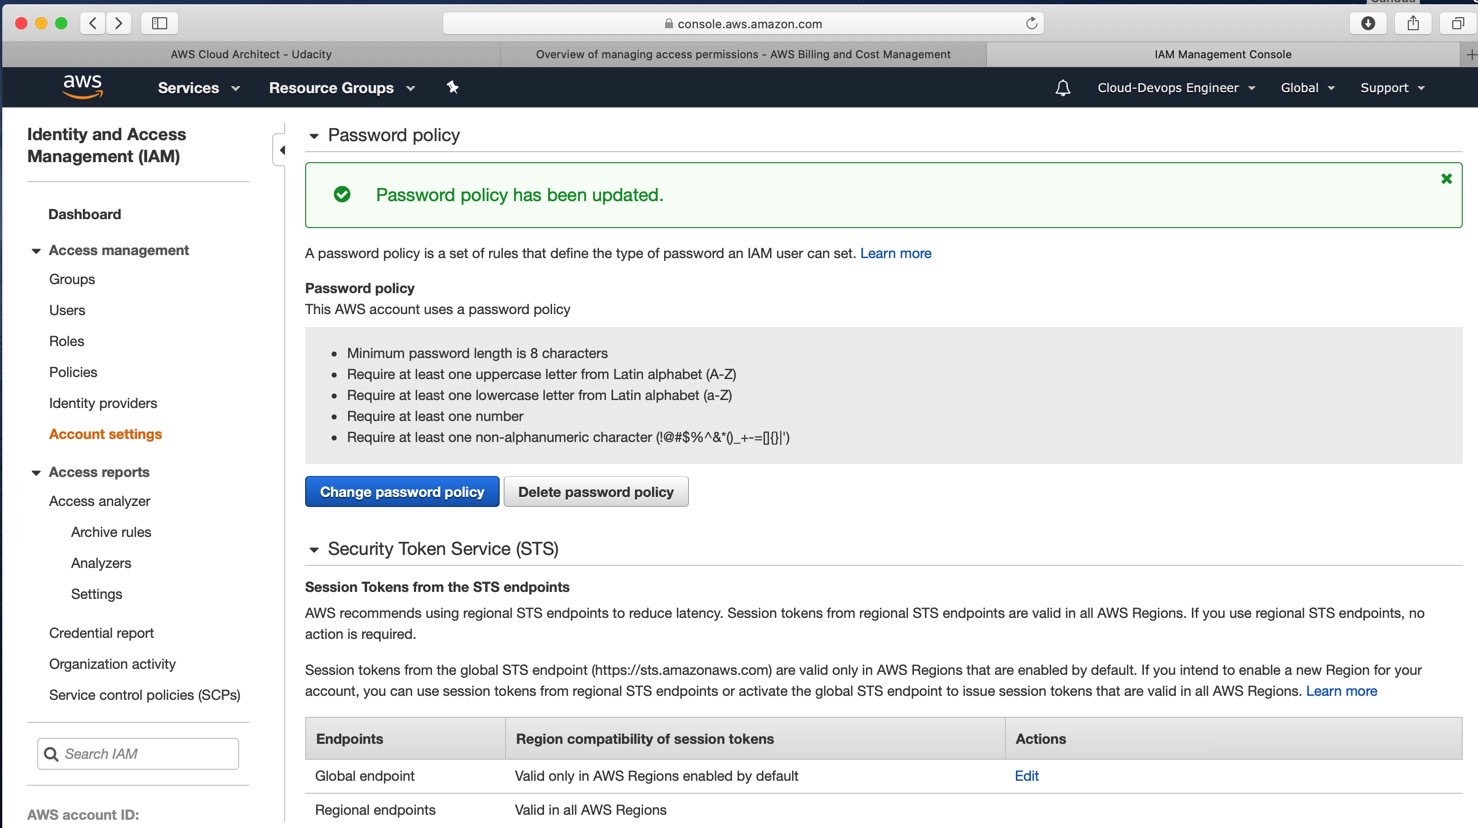 Canada
console.aws.amazon.com
AWS Cloud Architect - Udacity
Overview of managing access permissions - AWS Billing and Cost Management
IAM Management Console
aws
Services
Resource Groups
Cloud-Devops Engineer
Global
Support
Identity and Access
Management (IAM)
Dashboard
Access management
Groups
Users
Roles
Policies
Identity providers
Account settings
Access reports
Access analyzer
Archive rules
Analyzers
Settings
Credential report
Organization activity
Service control policies (SCPs)
Search IAM
AWS account ID:
Password policy
Password policy has been updated.
A password policy is a set of rules that define the type of password an IAM user can set. Learn more
Password policy
This AWS account uses a password policy
• Minimum password length is 8 characters
• Require at least one uppercase letter from Latin alphabet (A-Z)
• Require at least one lowercase letter from Latin alphabet (a-Z)
• Require at least one number
• Require at least one non-alphanumeric character (!@#$%^&*()_+-=[]{}|')
Change password policy
Delete password policy
Security Token Service (STS)
Session Tokens from the STS endpoints
AWS recommends using regional STS endpoints to reduce latency. Session tokens from regional STS endpoints are valid in all AWS Regions. If you use regional STS endpoints, no
action is required.
Session tokens from the global STS endpoint (https://sts.amazonaws.com) are valid only in AWS Regions that are enabled by default. If you intend to enable a new Region for your
account, you can use session tokens from regional STS endpoints or activate the global STS endpoint to issue session tokens that are valid in all AWS Regions. Learn more
Endpoints
Region compatibility of session tokens
Actions
Global endpoint
Valid only in AWS Regions enabled by default
Edit
Regional endpoints
Valid in all AWS Regions